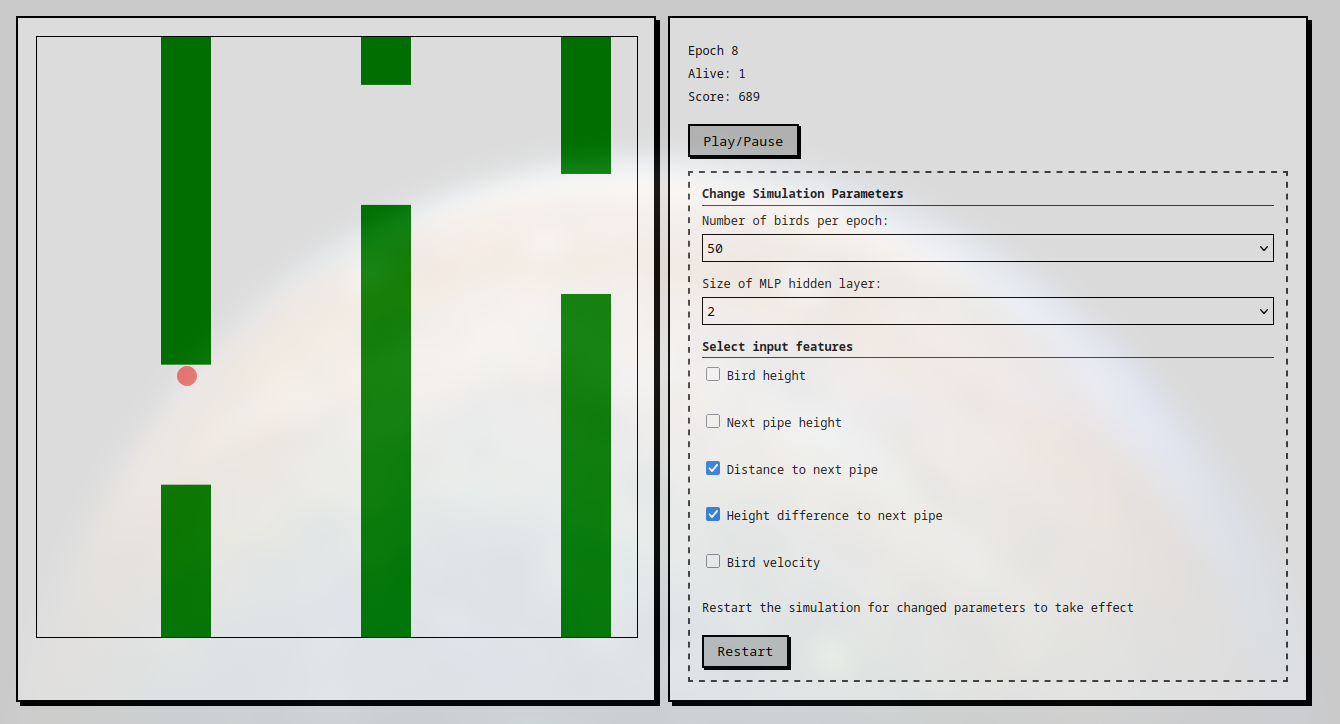 Epoch 8
Alive: 1
Score: 689
Play/Pause
Change Simulation Parameters
Number of birds per epoch:
50
Size of MLP hidden layer:
2
Select input features
Bird height
Next pipe height
Distance to next pipe
Height difference to next pipe
Bird velocity
Restart the simulation for changed parameters to take effect
Restart